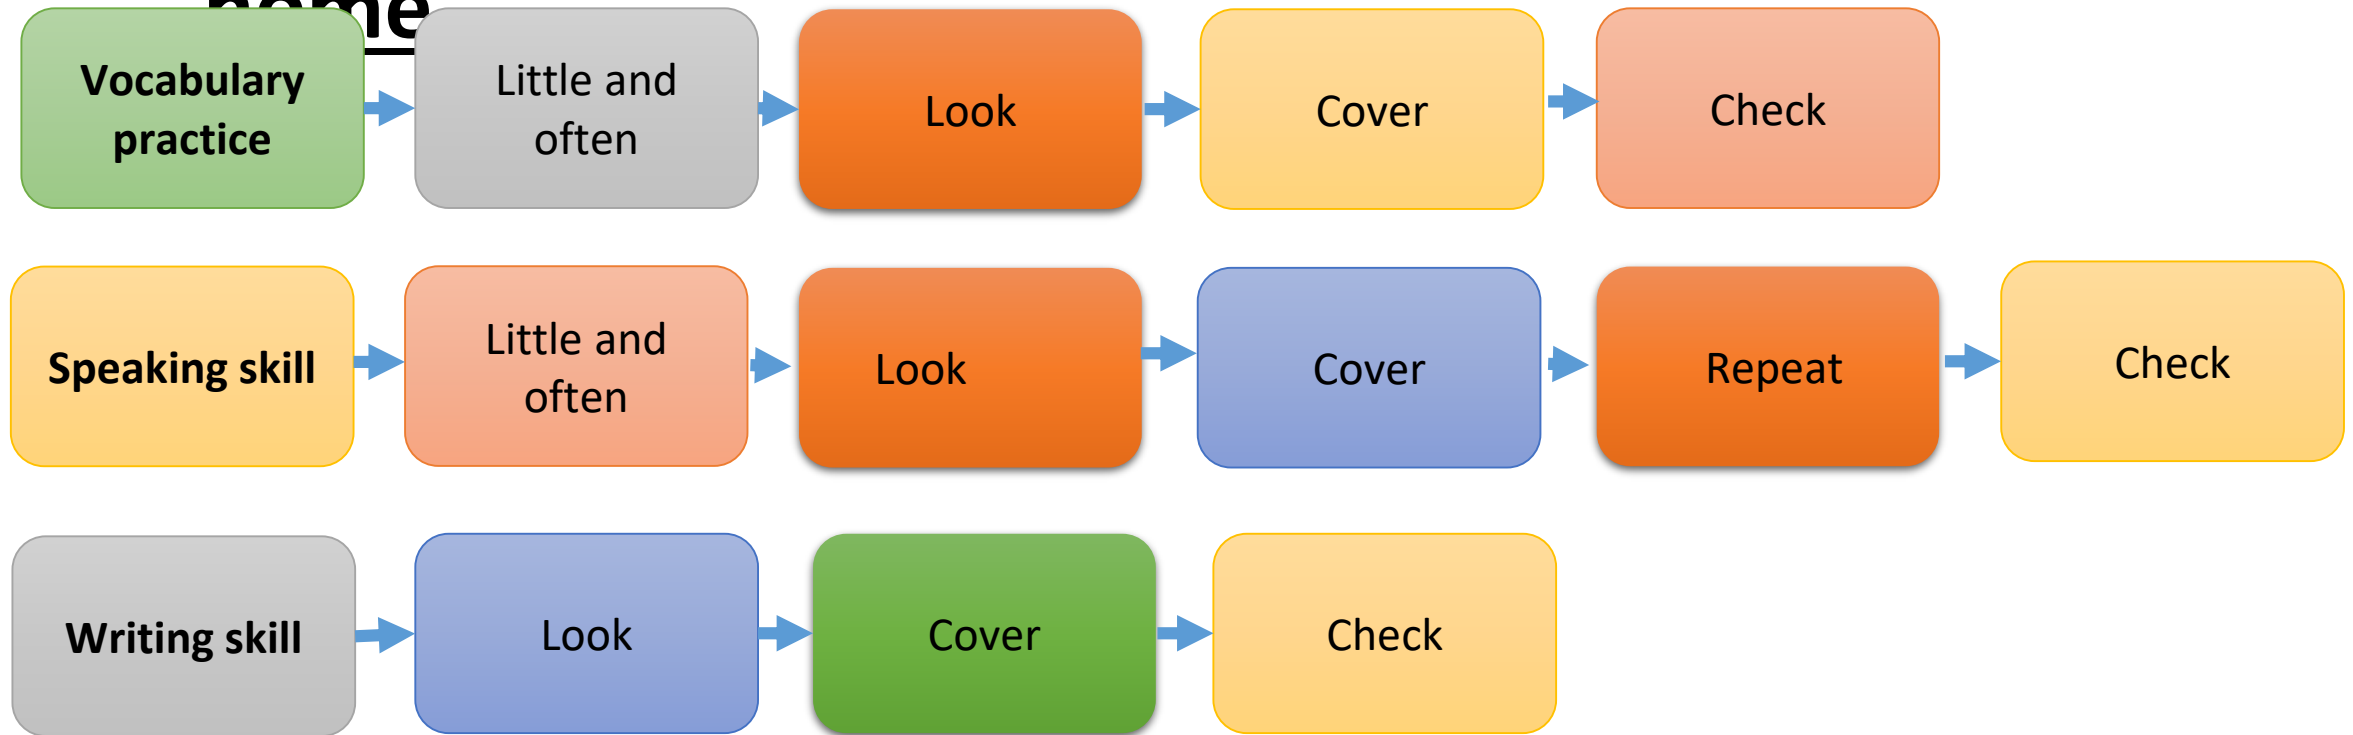 home
Vocabulary
practice
Little and
often
Look
Cover
Check
Speaking skill
Little and
often
Look
Cover
Repeat
Check
Writing skill
Look
Cover
Check